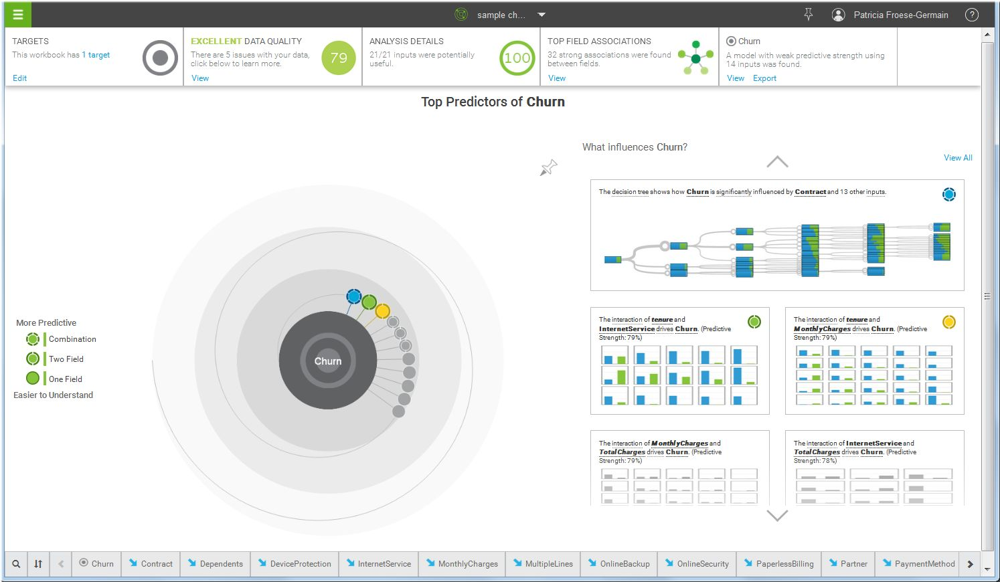 sample ch...
Patricia Froese-Germain
?
TARGETS
This workbook has 1 target
Edit
EXCELLENT DATA QUALITY
There are 5 issues with your data,
click below to learn more.
79
View
ANALYSIS DETAILS
21/21 inputs were potentially
useful.
100
TOP FIELD ASSOCIATIONS
32 strong associations were found
between fields.
View
Churn
A model with weak predictive strength using
14 inputs was found.
View Export
Top Predictors of Churn
More Predictive
Combination
Two Field
One Field
Easier to Understand
Churn
What influences Churn?
View All
The decision tree shows how Churn is significantly influenced by Contract and 13 other inputs.
The interaction of tenure and
InternetService drives Churn. (Predictive
Strength: 79%)
The interaction of tenure and
MonthlyCharges drives Churn. (Predictive
Strength: 79%)
The interaction of MonthlyCharges and
TotalCharges drives Churn. (Predictive
Strength: 79%)
The interaction of InternetService and
TotalCharges drives Churn. (Predictive
Strength: 78%)
Churn Contract Dependents DeviceProtection InternetService MonthlyCharges MultipleLines OnlineBackup OnlineSecurity PaperlessBilling Partner PaymentMethod